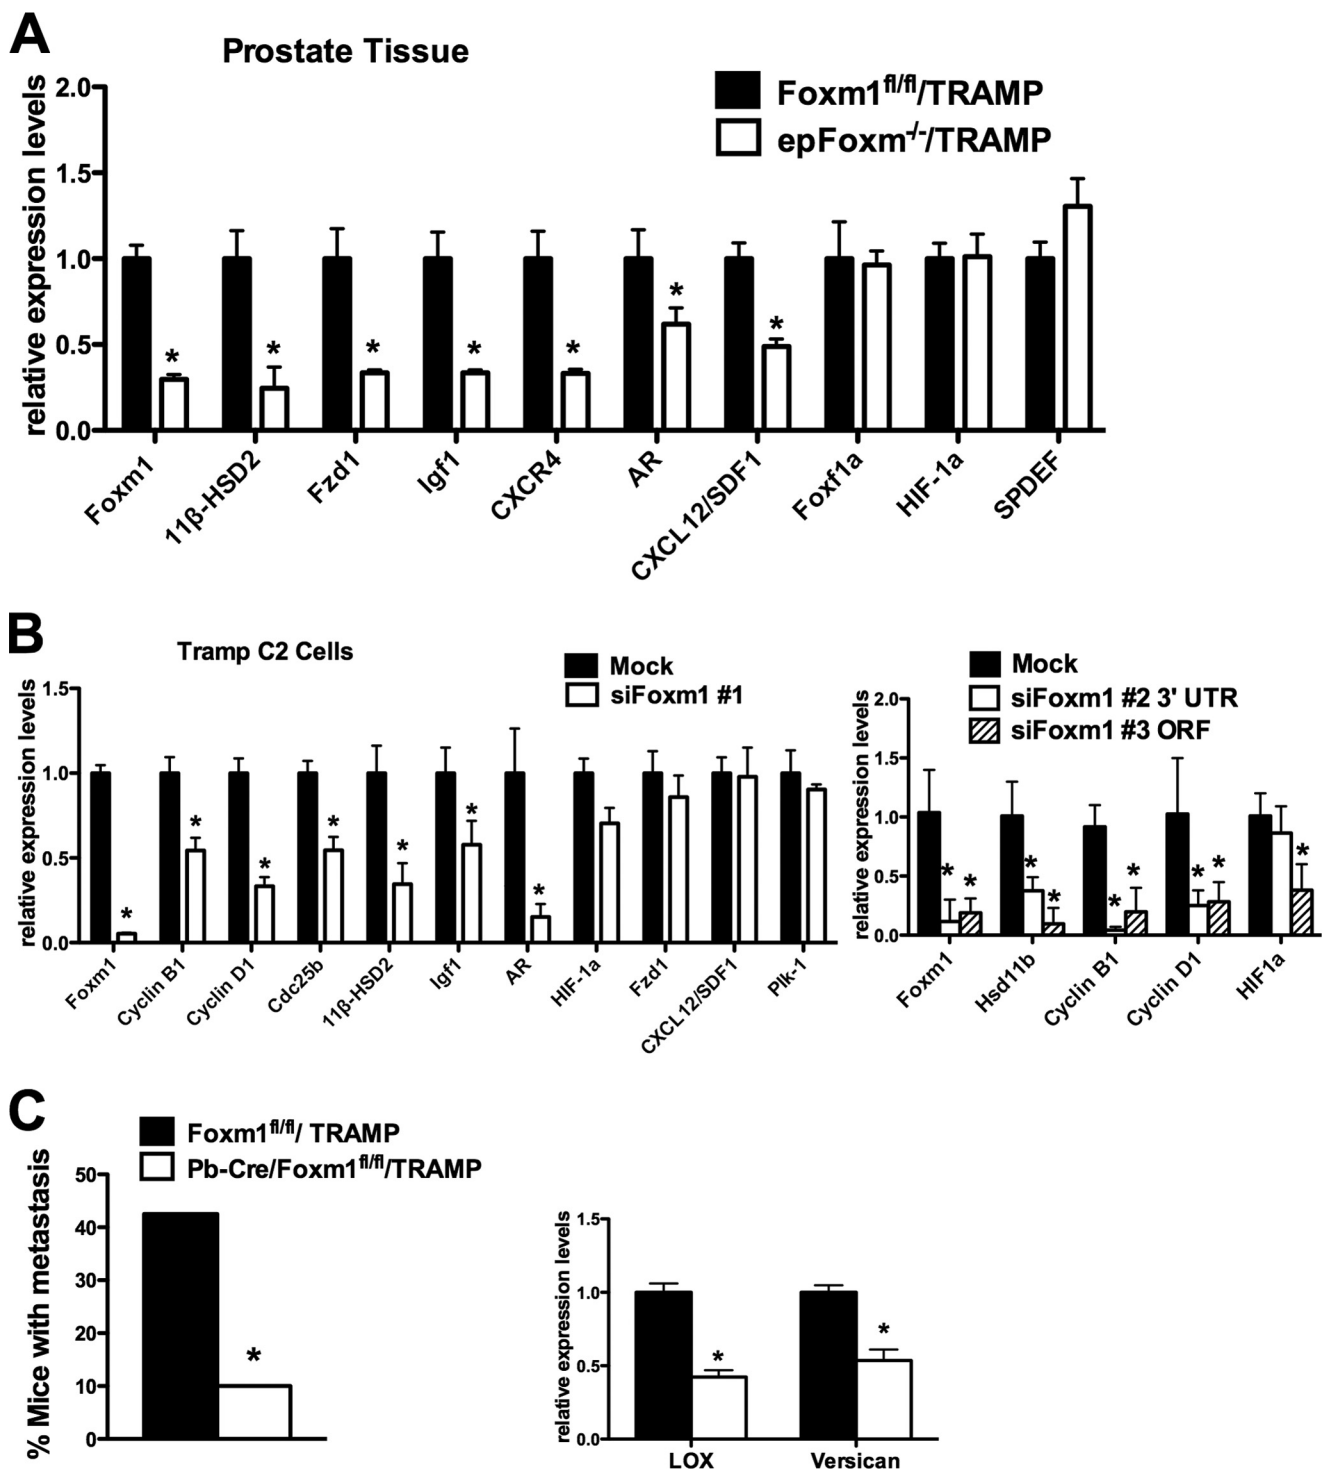 A
Prostate Tissue
Foxm1fl/fl/TRAMP
epFoxm-/-/TRAMP
relative expression levels
2.0
1.5
1.0
0.5
0.0
* * * * * * *
Foxm1 11β-HSD2 Fzd1 Igf1 CXCR4 AR CXCL12/SDF1 Foxf1a HIF-1a SPDEF
B
Tramp C2 Cells
Mock
siFoxm1 #1
relative expression levels
1.5
1.0
0.5
0.0
* * * * * * *
Foxm1 Cyclin B1 Cyclin D1 Cdc25b 11β-HSD2 Igf1 AR HIF-1a Fzd1 CXCL12/SDF1 Plk-1
Mock
siFoxm1 #2 3' UTR
siFoxm1 #3 ORF
relative expression levels
2.0
1.5
1.0
0.5
0.0
* * * * * * * * *
Foxm1 Hsd11b Cyclin B1 Cyclin D1 HIF1a
C
Foxm1fl/fl/ TRAMP
Pb-Cre/Foxm1fl/fl/TRAMP
% Mice with metastasis
50
40
30
20
10
0
*
relative expression levels
1.5
1.0
0.5
0.0
* *
LOX Versican